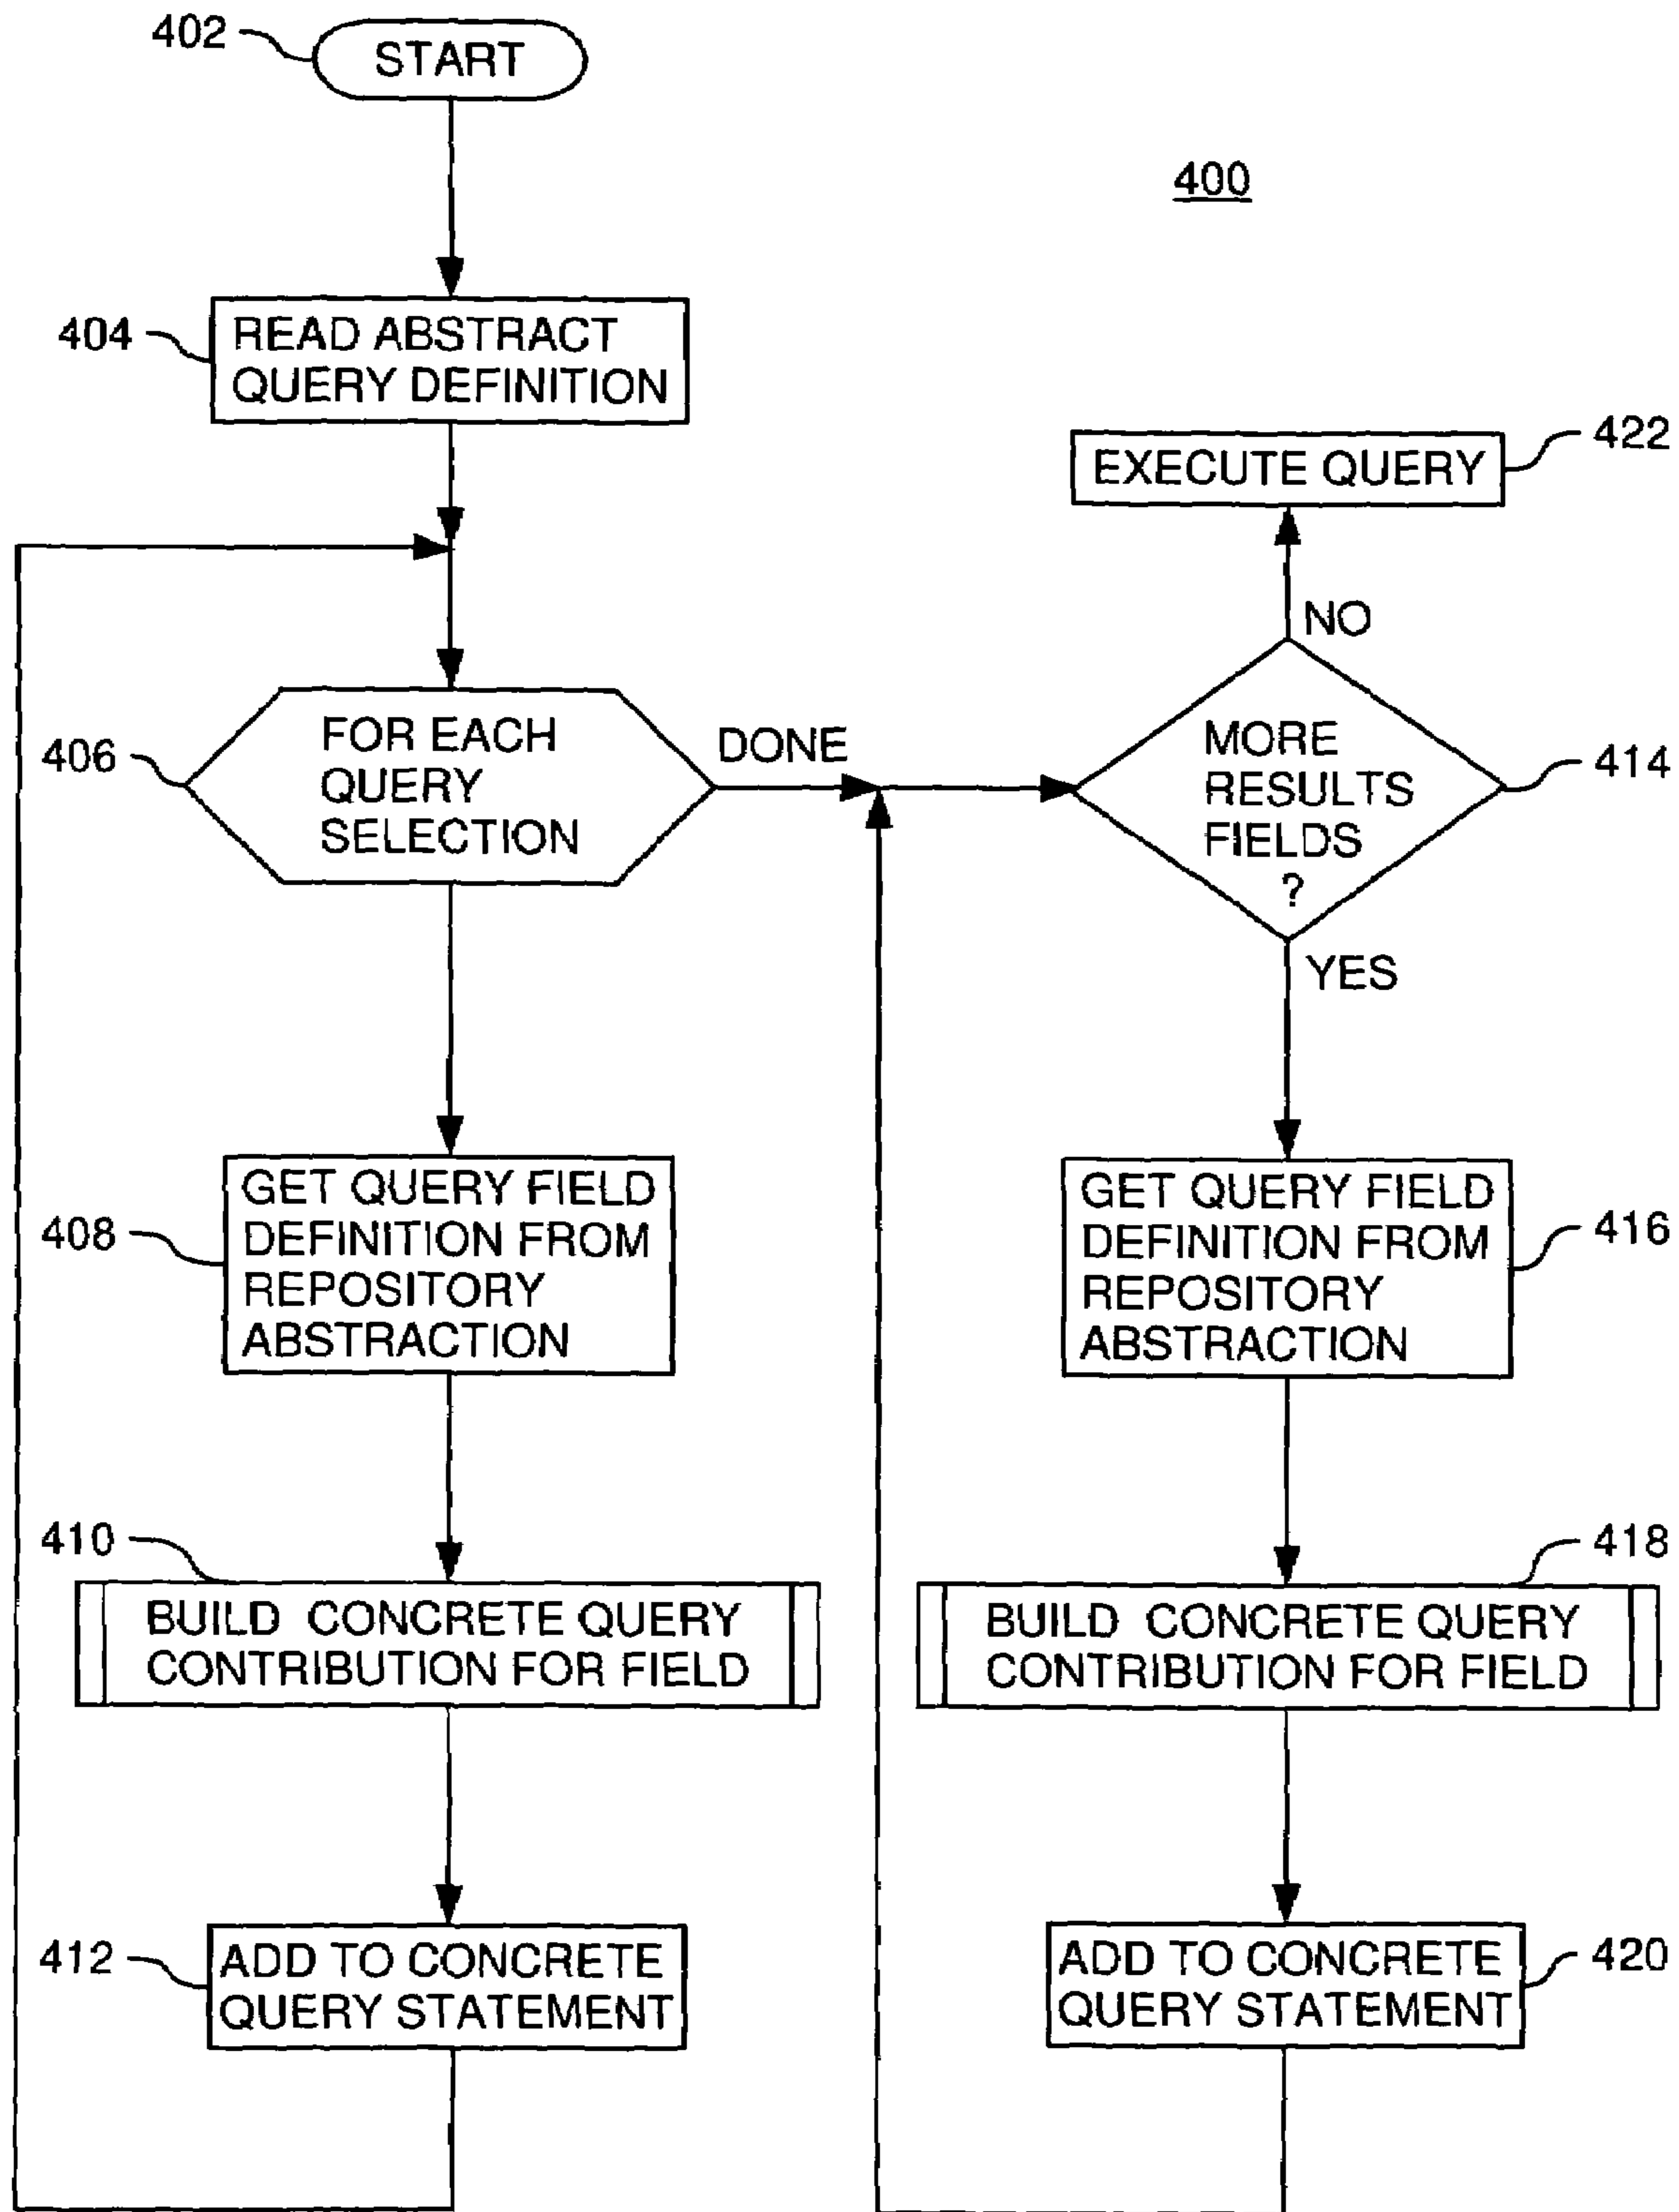 402
START
400
404
READ ABSTRACT
QUERY DEFINITION
422
EXECUTE QUERY
NO
406
FOR EACH
QUERY
SELECTION
DONE
MORE
RESULTS
FIELDS
?
414
YES
408
GET QUERY FIELD
DEFINITION FROM
REPOSITORY
ABSTRACTION
GET QUERY FIELD
DEFINITION FROM
REPOSITORY
ABSTRACTION
416
410
BUILD CONCRETE QUERY
CONTRIBUTION FOR FIELD
418
BUILD CONCRETE QUERY
CONTRIBUTION FOR FIELD
412
ADD TO CONCRETE
QUERY STATEMENT
ADD TO CONCRETE
QUERY STATEMENT
420